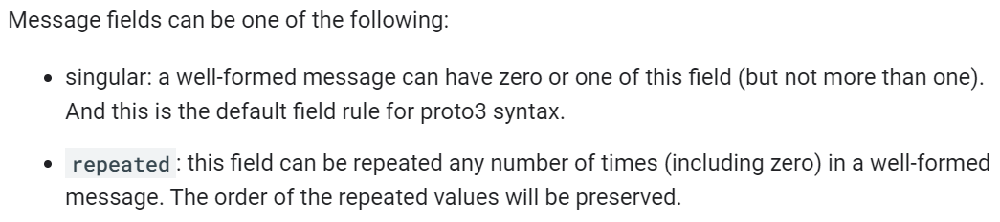 Message fields can be one of the following:
• singular: a well-formed message can have zero or one of this field (but not more than one).
And this is the default field rule for proto3 syntax.
• repeated: this field can be repeated any number of times (including zero) in a well-formed
message. The order of the repeated values will be preserved.